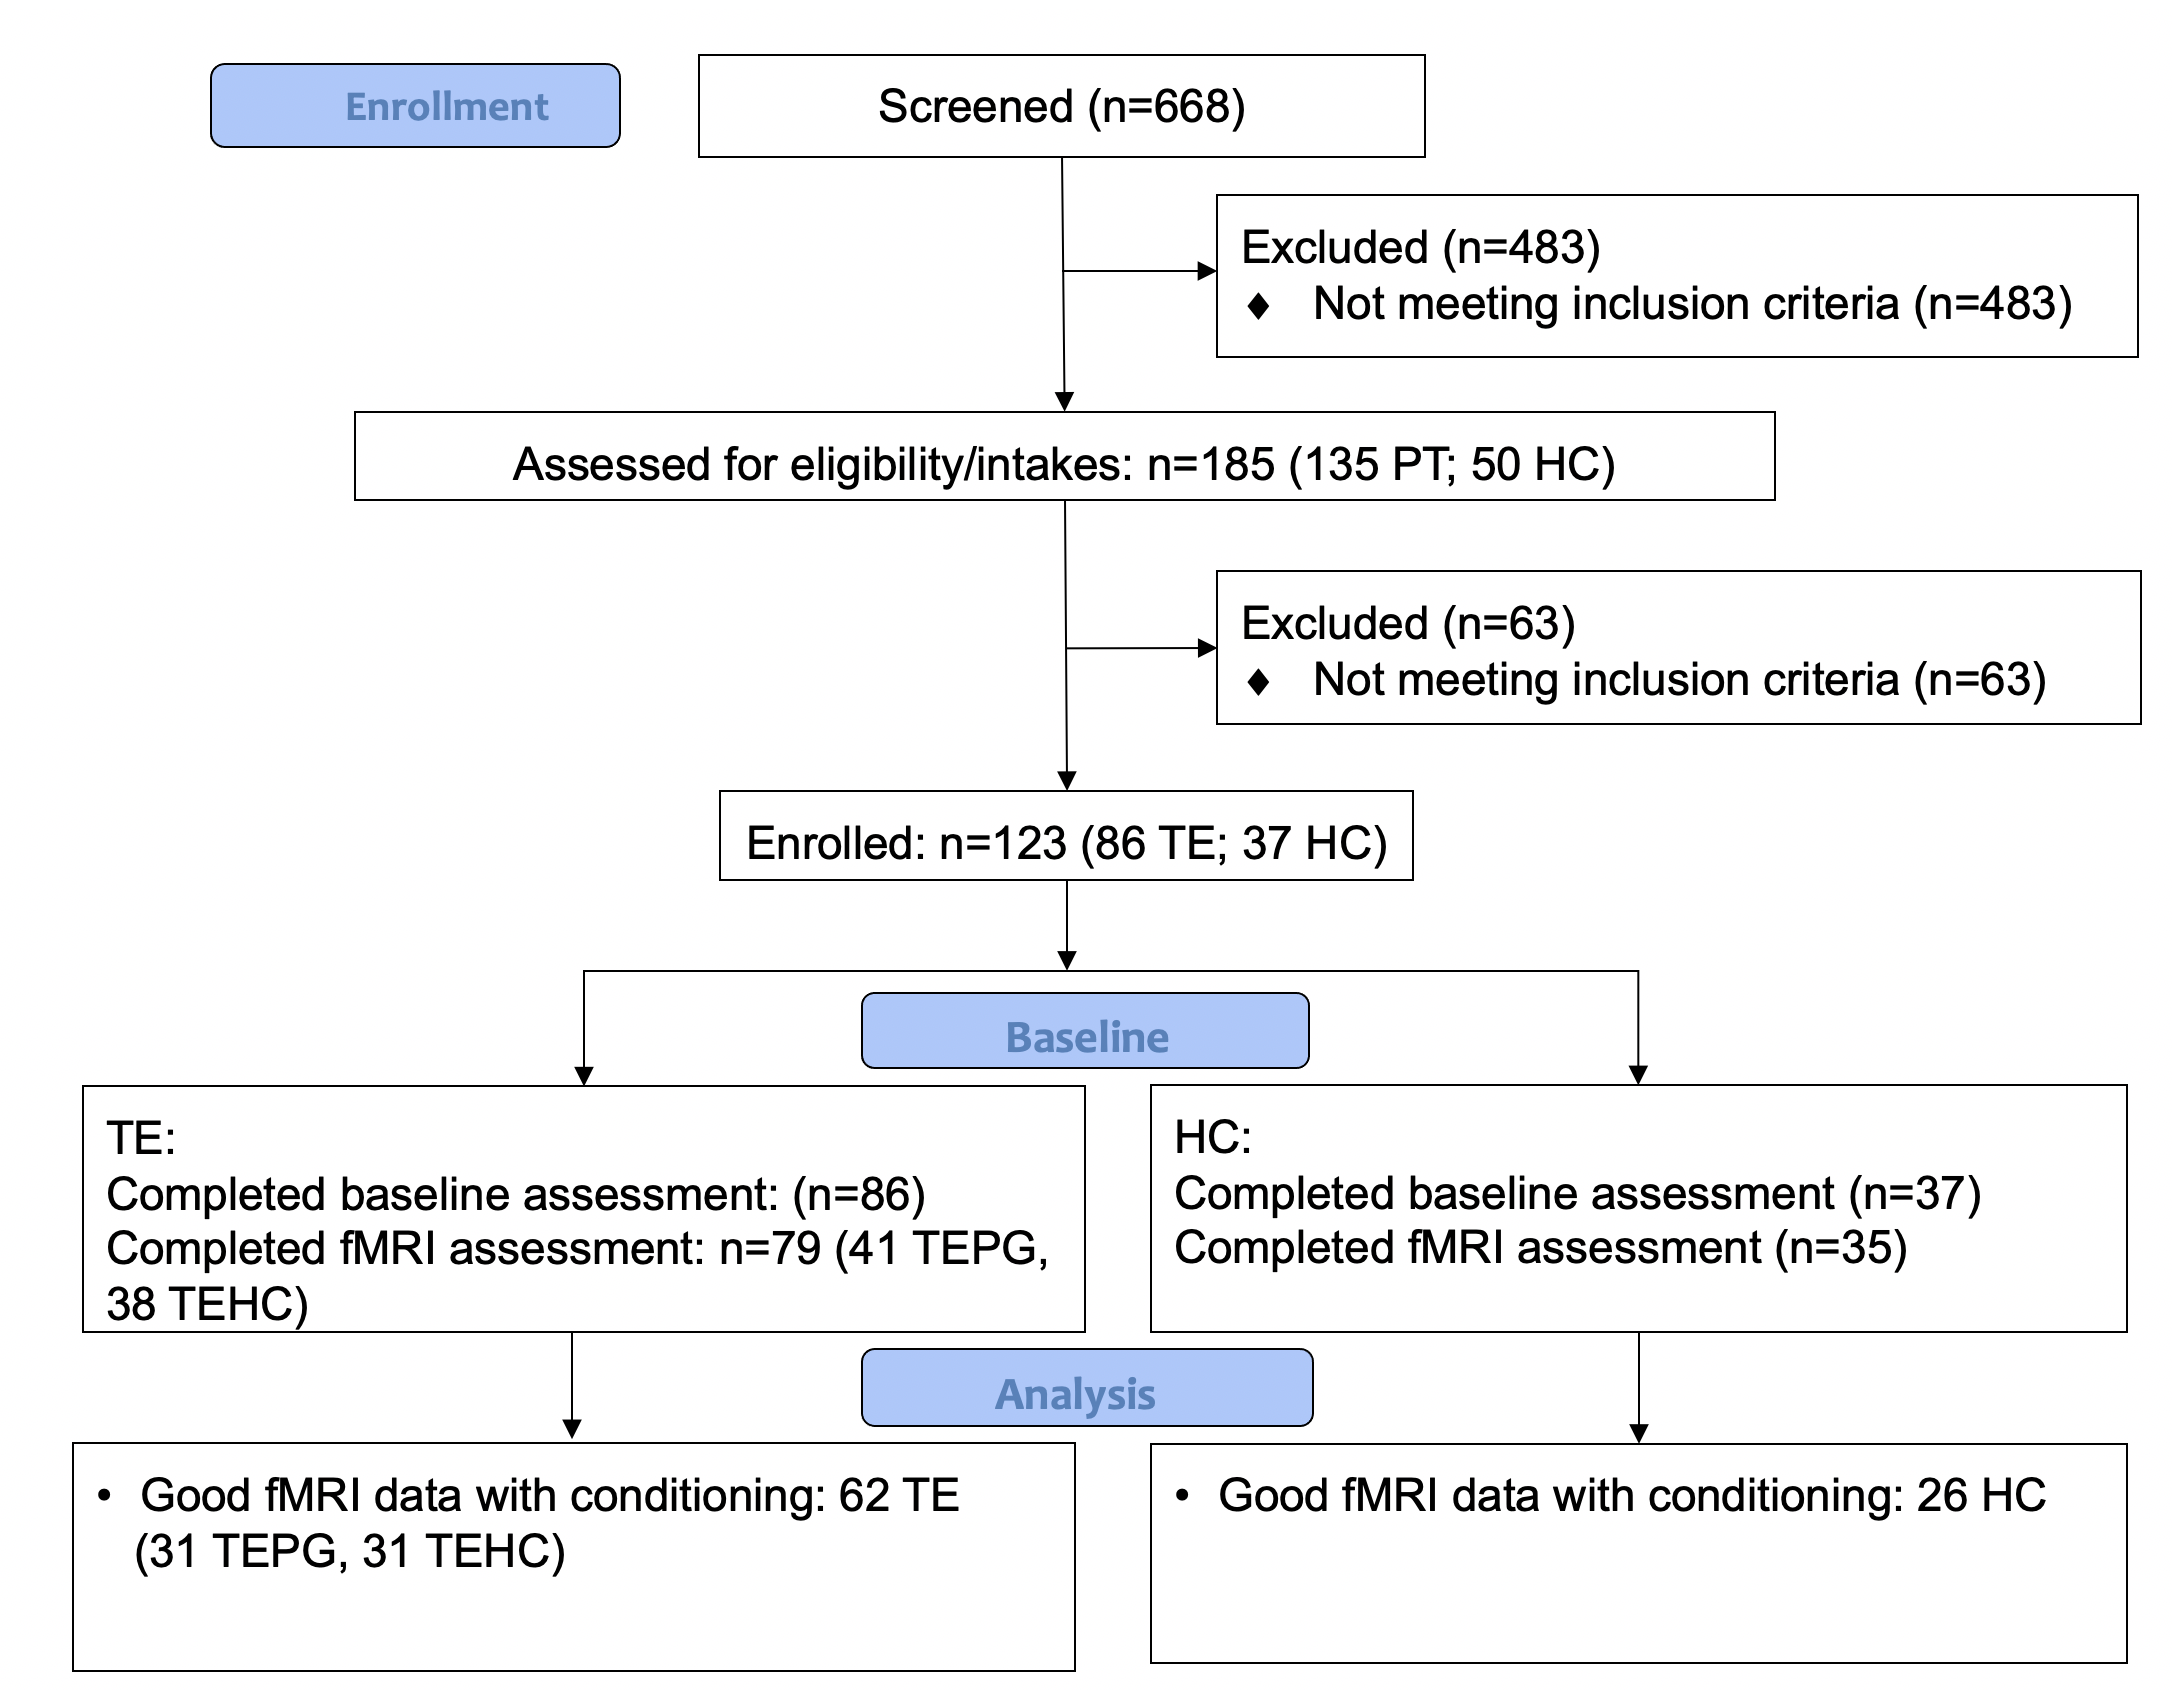 Enrollment
Screened (n=668)
Excluded (n=483)
♦ Not meeting inclusion criteria (n=483)
Assessed for eligibility/intakes: n=185 (135 PT; 50 HC)
Excluded (n=63)
♦ Not meeting inclusion criteria (n=63)
Enrolled: n=123 (86 TE; 37 HC)
Baseline
TE:
Completed baseline assessment: (n=86)
Completed fMRI assessment: n=79 (41 TEPG,
38 TEHC)
HC:
Completed baseline assessment (n=37)
Completed fMRI assessment (n=35)
Analysis
• Good fMRI data with conditioning: 62 TE
(31 TEPG, 31 TEHC)
• Good fMRI data with conditioning: 26 HC